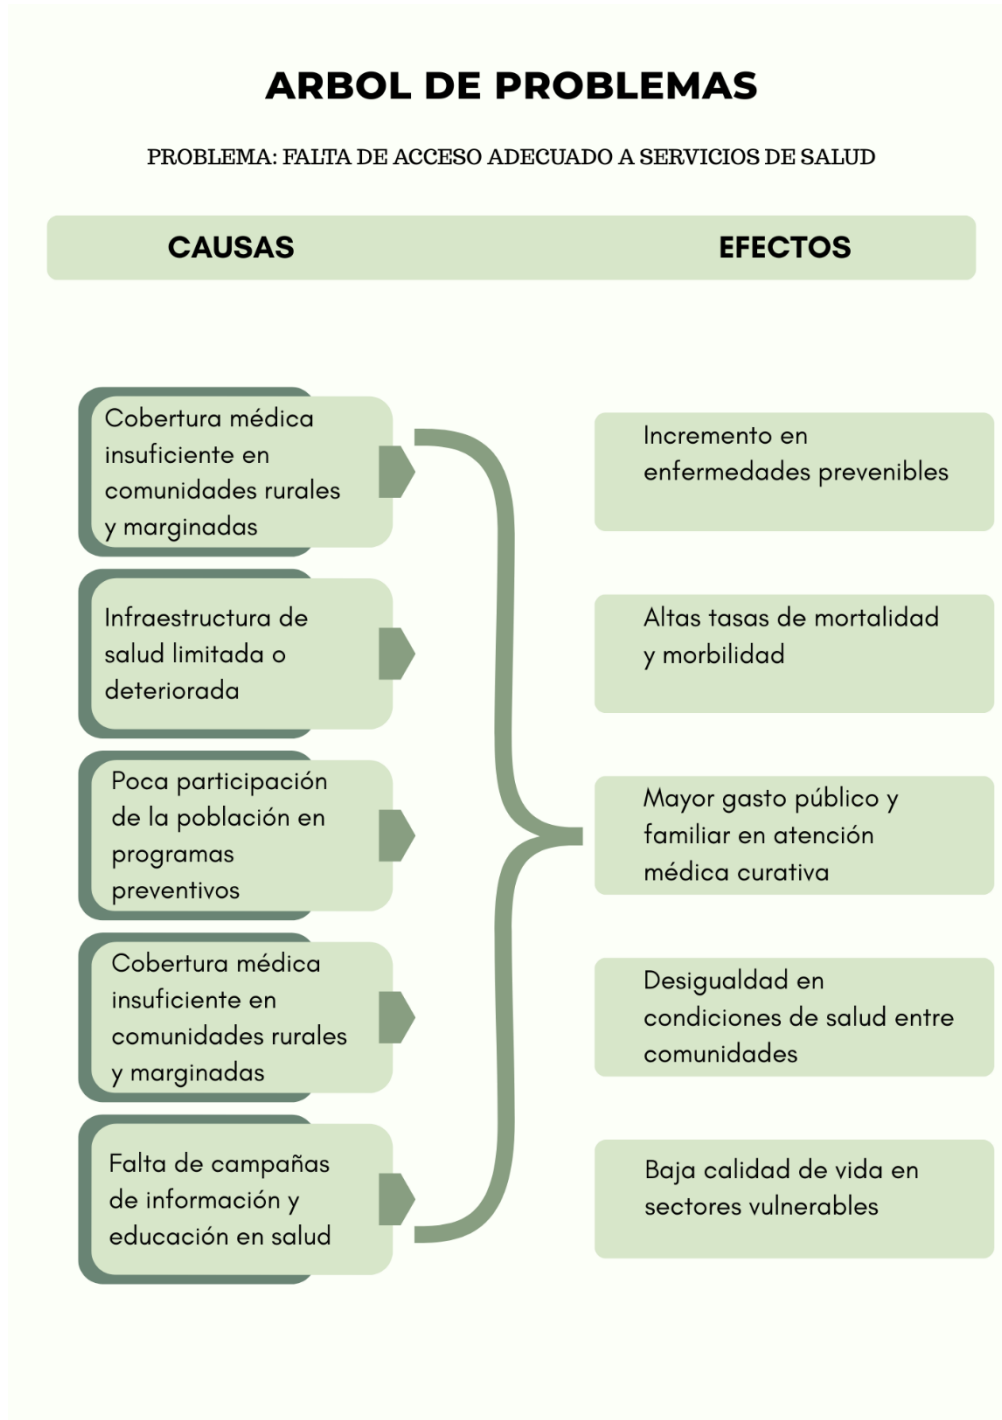 ARBOL DE PROBLEMAS
PROBLEMA: FALTA DE ACCESO ADECUADO A SERVICIOS DE SALUD
CAUSAS
EFECTOS
Cobertura médica
insuficiente en
comunidades rurales
y marginadas
Infraestructura de
salud limitada o
deteriorada
Poca participación
de la población en
programas
preventivos
Cobertura médica
insuficiente en
comunidades rurales
y marginadas
Falta de campañas
de información y
educación en salud
Incremento en
enfermedades prevenibles
Altas tasas de mortalidad
y morbilidad
Mayor gasto público y
familiar en atención
médica curativa
Desigualdad en
condiciones de salud entre
comunidades
Baja calidad de vida en
sectores vulnerables